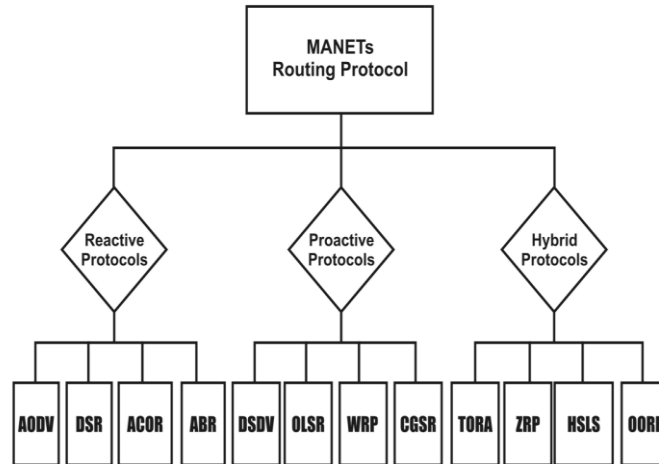 MANETs
Routing Protocol
Reactive
Protocols
Proactive
Protocols
Hybrid
Protocols
AODV DSR ACOR ABR DSDV OLSR WRP CGSR TORA ZRP HSLS